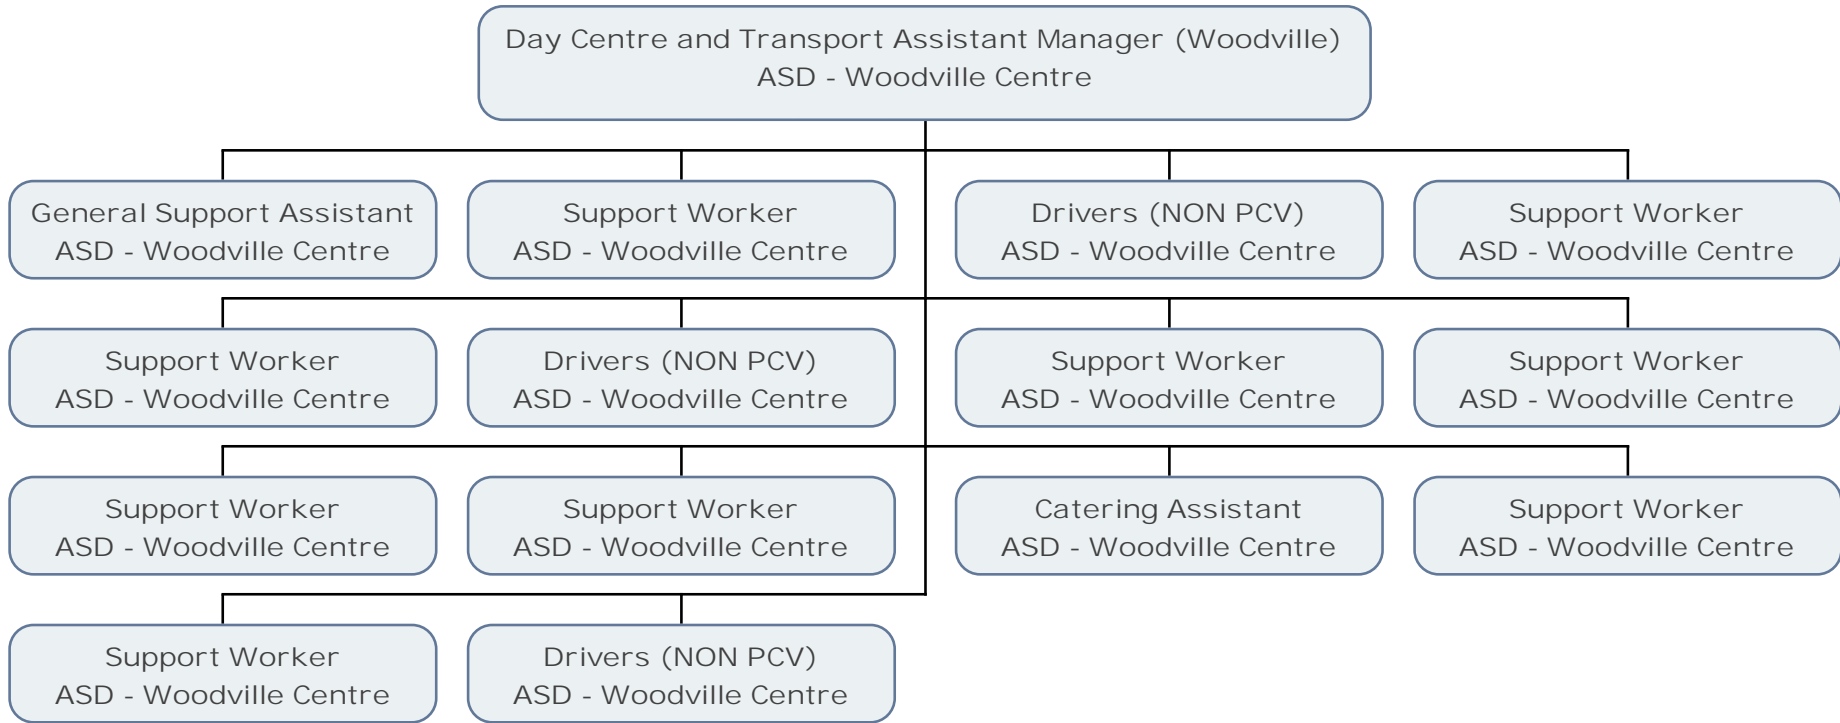 Day Centre and Transport Assistant Manager (Woodville)
ASD - Woodville Centre
General Support Assistant
ASD - Woodville Centre
Support Worker
ASD - Woodville Centre
Drivers (NON PCV)
ASD - Woodville Centre
Support Worker
ASD - Woodville Centre
Support Worker
ASD - Woodville Centre
Drivers (NON PCV)
ASD - Woodville Centre
Support Worker
ASD - Woodville Centre
Support Worker
ASD - Woodville Centre
Support Worker
ASD - Woodville Centre
Support Worker
ASD - Woodville Centre
Catering Assistant
ASD - Woodville Centre
Support Worker
ASD - Woodville Centre
Support Worker
ASD - Woodville Centre
Drivers (NON PCV)
ASD - Woodville Centre